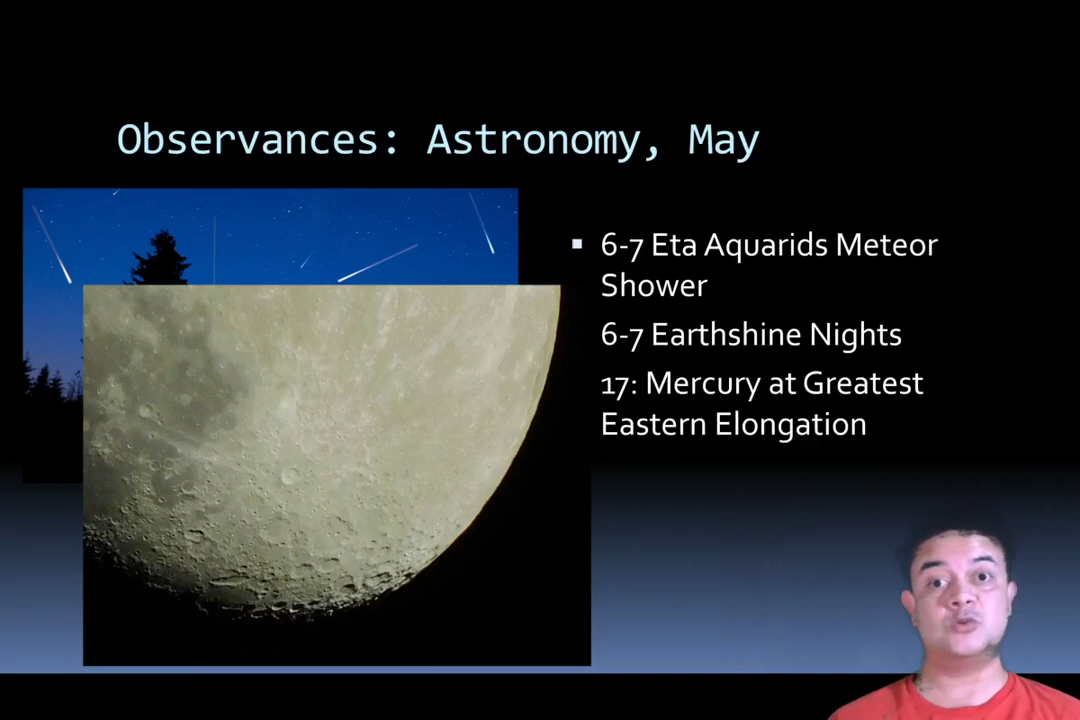 Observances: Astronomy, May
6-7 Eta Aquarids Meteor
Shower
6-7 Earthshine Nights
17: Mercury at Greatest
Eastern Elongation